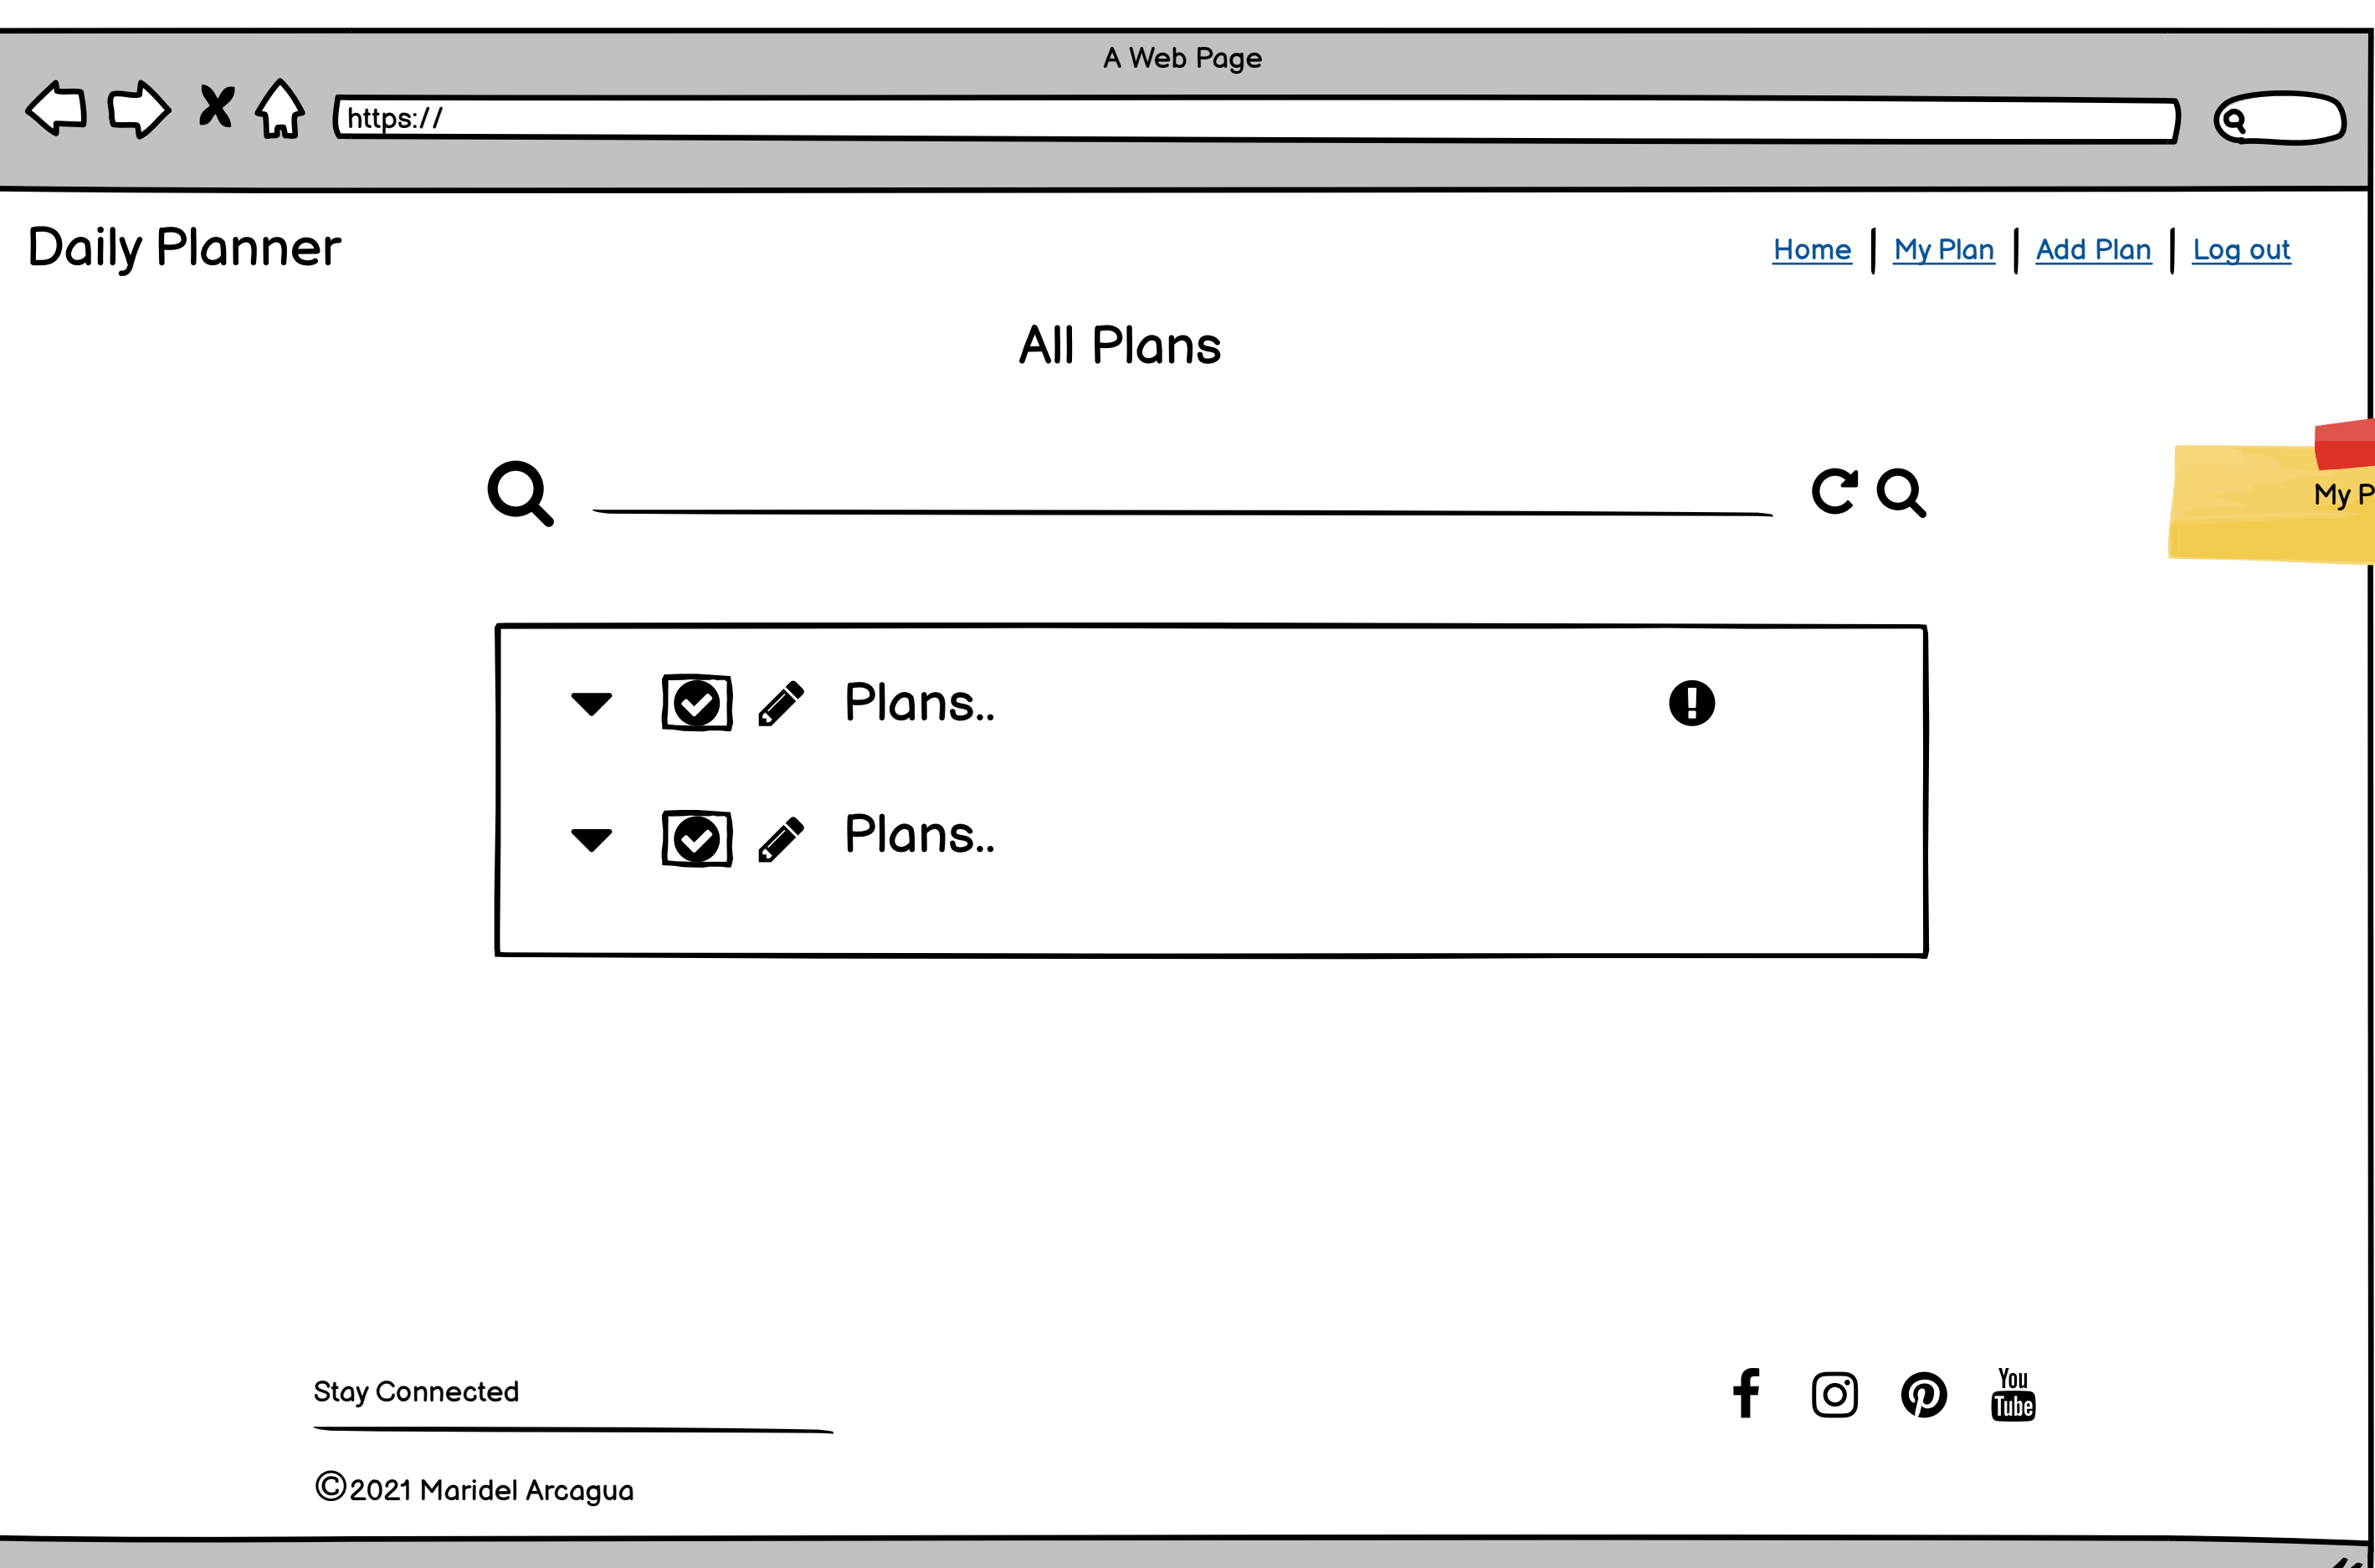 A Web Page
https://
Daily Planner
Home | My Plan | Add Plan | Log out
All Plans
My P
Plans..
Plans..
Stay Connected
You
Tube
©2021 Maridel Arcagua